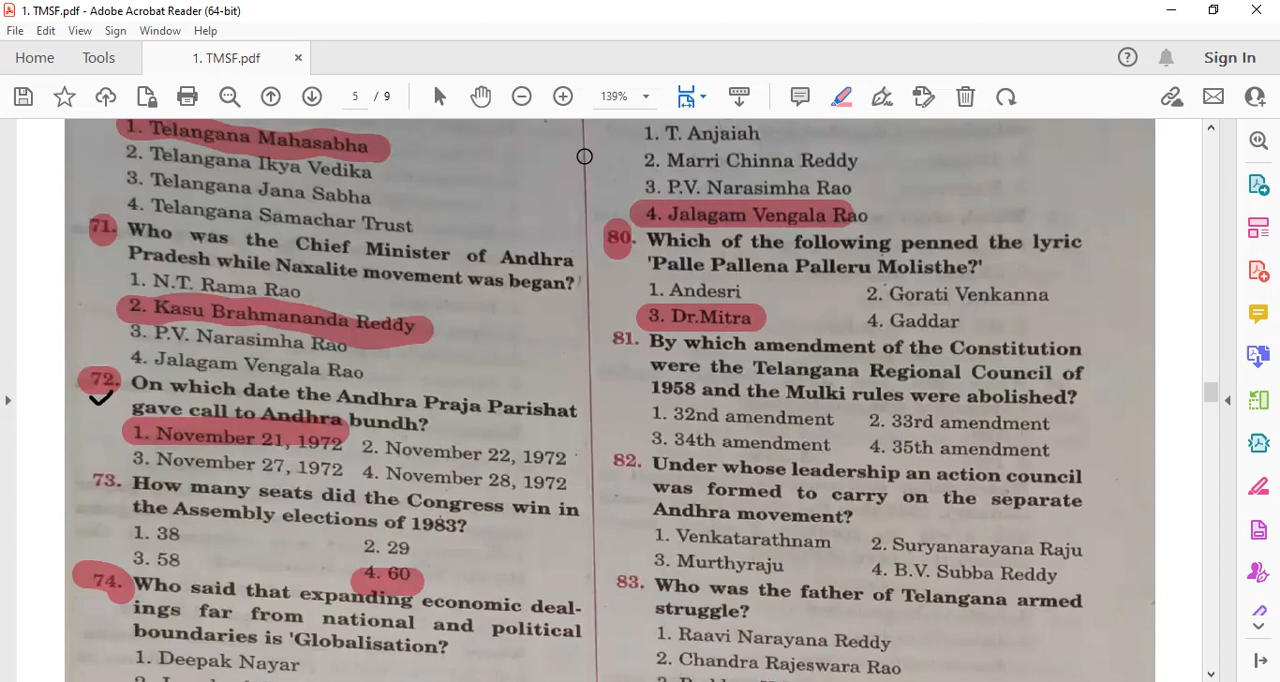 1. TMSF.pdf - Adobe Acrobat Reader (64-bit)
File Edit View Sign Window Help
Home Tools 1. TMSF.pdf × Sign In
5 / 9 139%
1. Telangana Mahasabha
2. Telangana Ikya Vedika
3. Telangana Jana Sabha
4. Telangana Samachar Trust
71. Who was the Chief Minister of Andhra
Pradesh while Naxalite movement was began?
1. N.T. Rama Rao
2. Kasu Brahmananda Reddy
3. P.V. Narasimha Rao
4. Jalagam Vengala Rao
72. On which date the Andhra Praja Parishat
gave call to Andhra bundh?
1. November 21, 1972 2. November 22, 1972
3. November 27, 1972 4. November 28, 1972
73. How many seats did the Congress win in
the Assembly elections of 1983?
1. 38 2. 29
3. 58 4. 60
74. Who said that expanding economic deal-
ings far from national and political
boundaries is 'Globalisation?
1. Deepak Nayar
1. T. Anjaiah
2. Marri Chinna Reddy
3. P.V. Narasimha Rao
4. Jalagam Vengala Rao
80. Which of the following penned the lyric
'Palle Pallena Palleru Molisthe?'
1. Andesri 2. Gorati Venkanna
3. Dr.Mitra 4. Gaddar
81. By which amendment of the Constitution
were the Telangana Regional Council of
1958 and the Mulki rules were abolished?
1. 32nd amendment 2. 33rd amendment
3. 34th amendment 4. 35th amendment
82. Under whose leadership an action council
was formed to carry on the separate
Andhra movement?
1. Venkatarathnam 2. Suryanarayana Raju
3. Murthyraju 4. B.V. Subba Reddy
83. Who was the father of Telangana armed
struggle?
1. Raavi Narayana Reddy
2. Chandra Rajeswara Rao